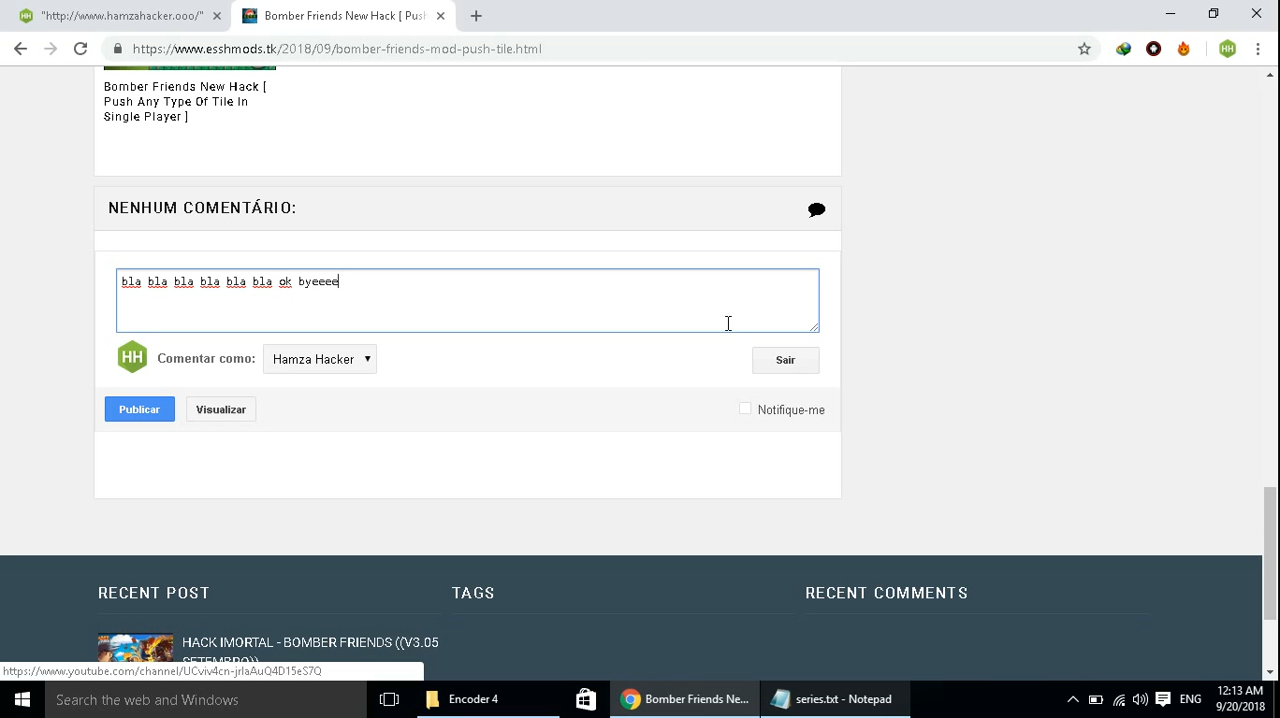 "http://www.hamzahacker.ooo/"
Bomber Friends New Hack [ Pus
https://www.esshmods.tk/2018/09/bomber-friends-mod-push-tile.html
HH
Bomber Friends New Hack [
Push Any Type Of Tile In
Single Player ]
NENHUM COMENTÁRIO:
bla bla bla bla bla bla ok byeeee
HH Comentar como: Hamza Hacker Sair
Publicar Visualizar Notifique-me
RECENT POST TAGS RECENT COMMENTS
HACK IMORTAL - BOMBER FRIENDS ((V3.05
SETEMBRO))
https://www.youtube.com/channel/UCviv4cn-jrlaAuQ4D15eS7Q
Search the web and Windows
Encoder 4
Bomber Friends Ne...
series.txt - Notepad
ENG
12:13 AM
9/20/2018